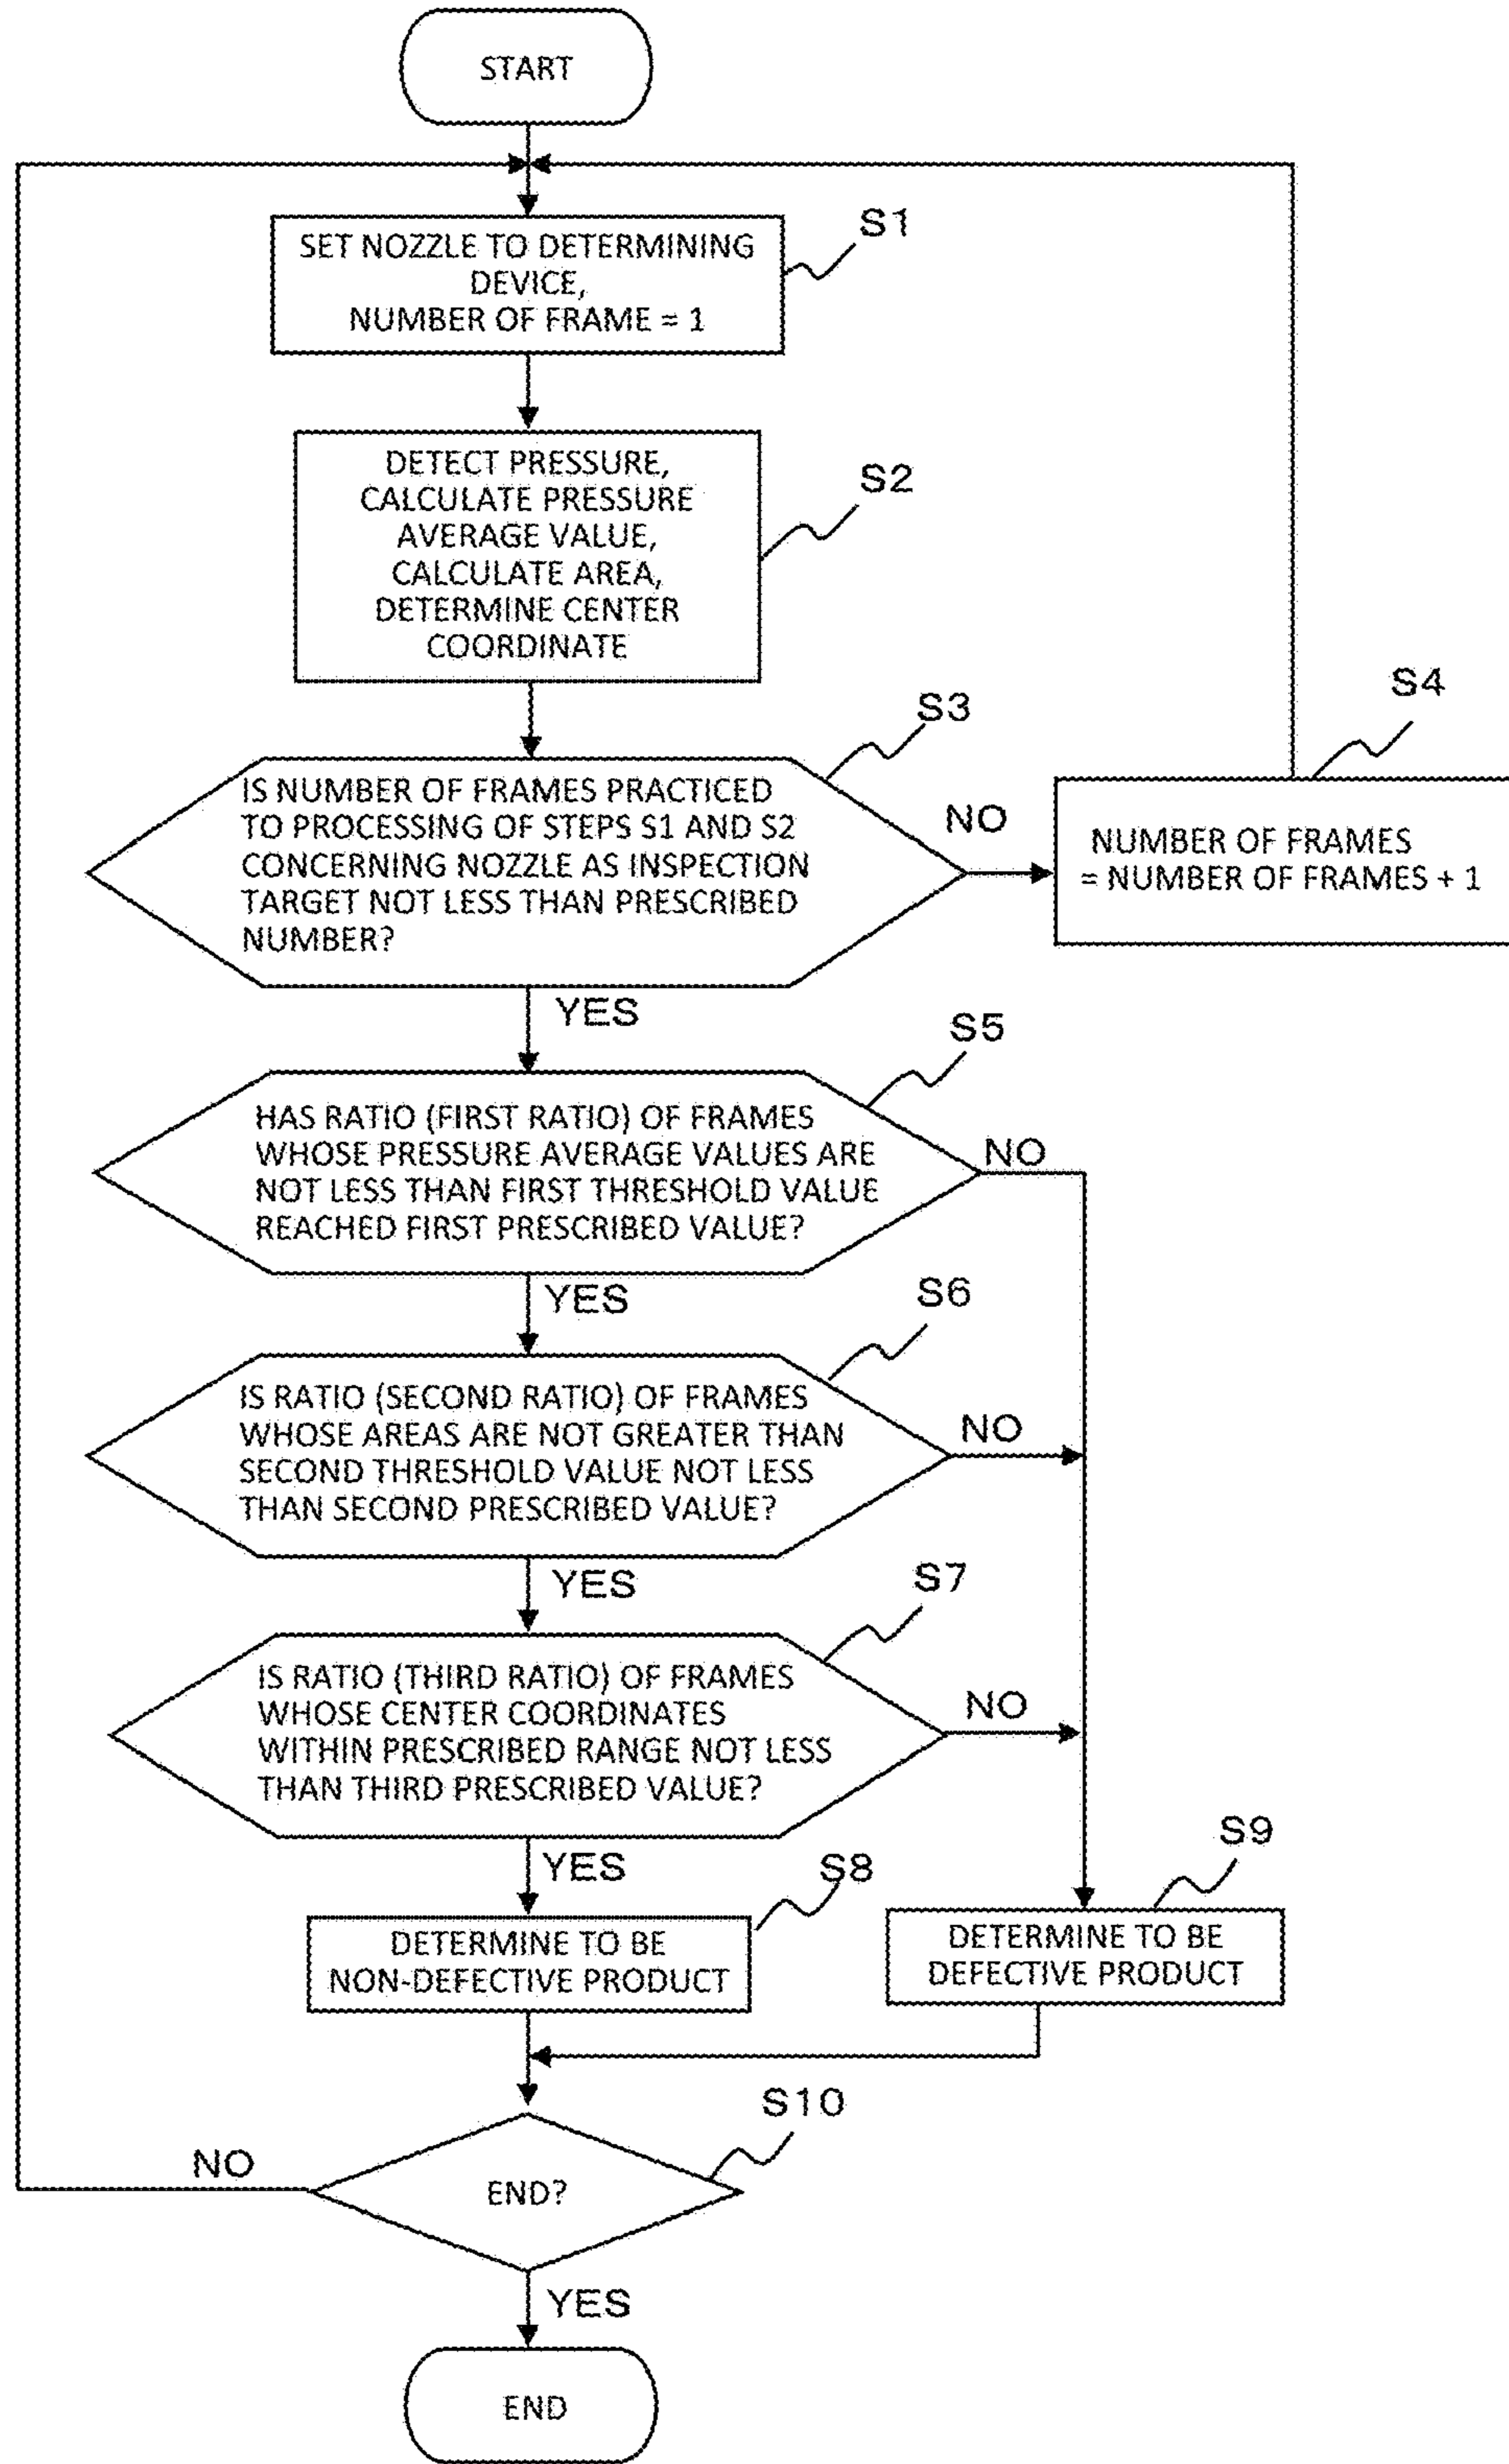 START
SET NOZZLE TO DETERMINING
DEVICE,
NUMBER OF FRAME = 1
S1
DETECT PRESSURE,
CALCULATE PRESSURE
AVERAGE VALUE,
CALCULATE AREA,
DETERMINE CENTER
COORDINATE
S2
IS NUMBER OF FRAMES PRACTICED
TO PROCESSING OF STEPS S1 AND S2
CONCERNING NOZZLE AS INSPECTION
TARGET NOT LESS THAN PRESCRIBED
NUMBER?
S3
NO
NUMBER OF FRAMES
= NUMBER OF FRAMES + 1
S4
YES
HAS RATIO (FIRST RATIO) OF FRAMES
WHOSE PRESSURE AVERAGE VALUES ARE
NOT LESS THAN FIRST THRESHOLD VALUE
REACHED FIRST PRESCRIBED VALUE?
S5
NO
YES
IS RATIO (SECOND RATIO) OF FRAMES
WHOSE AREAS ARE NOT GREATER THAN
SECOND THRESHOLD VALUE NOT LESS
THAN SECOND PRESCRIBED VALUE?
S6
NO
YES
IS RATIO (THIRD RATIO) OF FRAMES
WHOSE CENTER COORDINATES
WITHIN PRESCRIBED RANGE NOT LESS
THAN THIRD PRESCRIBED VALUE?
S7
NO
YES
DETERMINE TO BE
NON-DEFECTIVE PRODUCT
S8
DETERMINE TO BE
DEFECTIVE PRODUCT
S9
END?
S10
NO
YES
END